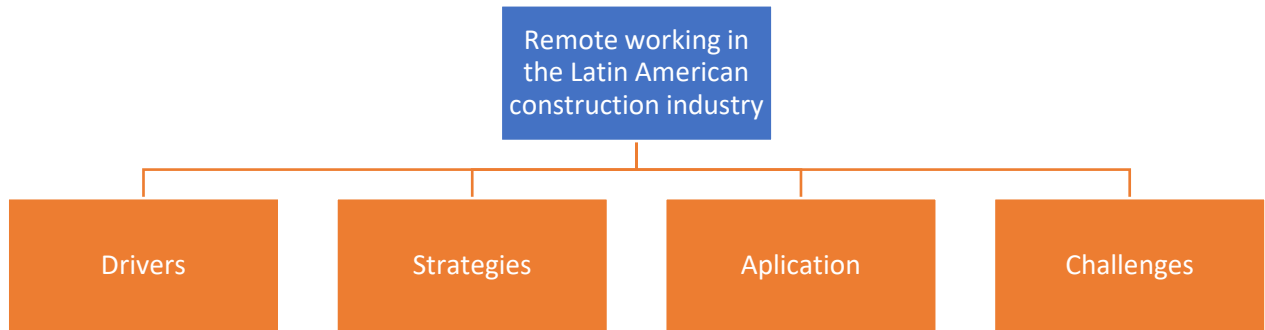 Remote working in
the Latin American
construction industry
Drivers
Strategies
Aplication
Challenges